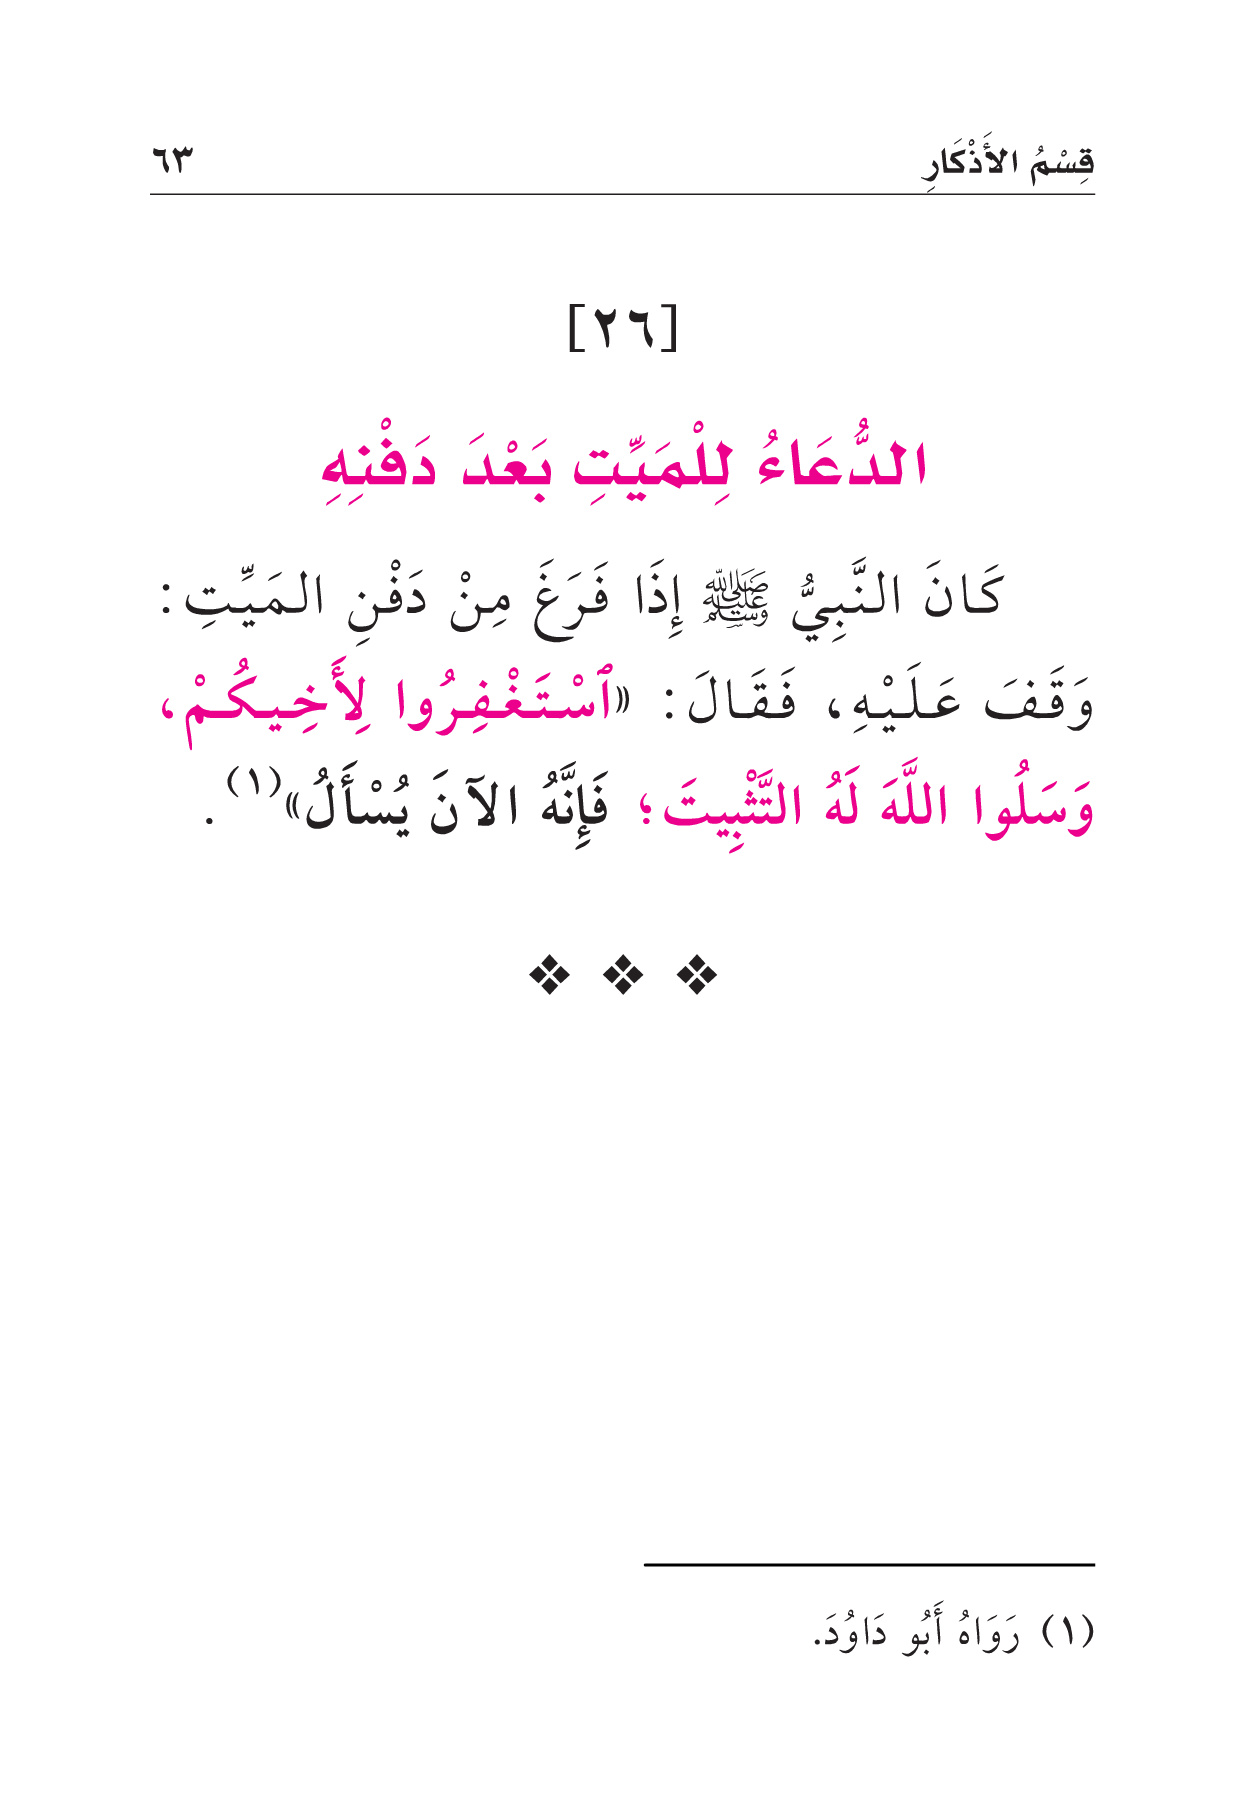 قِسْمُ الأَذْكَارِ ٦٣
[٢٦]
الدُّعَاءُ لِلْمَيِّتِ بَعْدَ دَفْنِهِ
كَانَ النَّبِيُّ ﷺ إِذَا فَرَغَ مِنْ دَفْنِ المَيِّتِ:
وَقَفَ عَلَيْهِ، فَقَالَ: «ٱسْتَغْفِرُوا لِأَخِيكُمْ،
وَسَلُوا اللَّهَ لَهُ التَّثْبِيتَ؛ فَإِنَّهُ الآنَ يُسْأَلُ»(١).
(١) رَوَاهُ أَبُو دَاوُدَ.